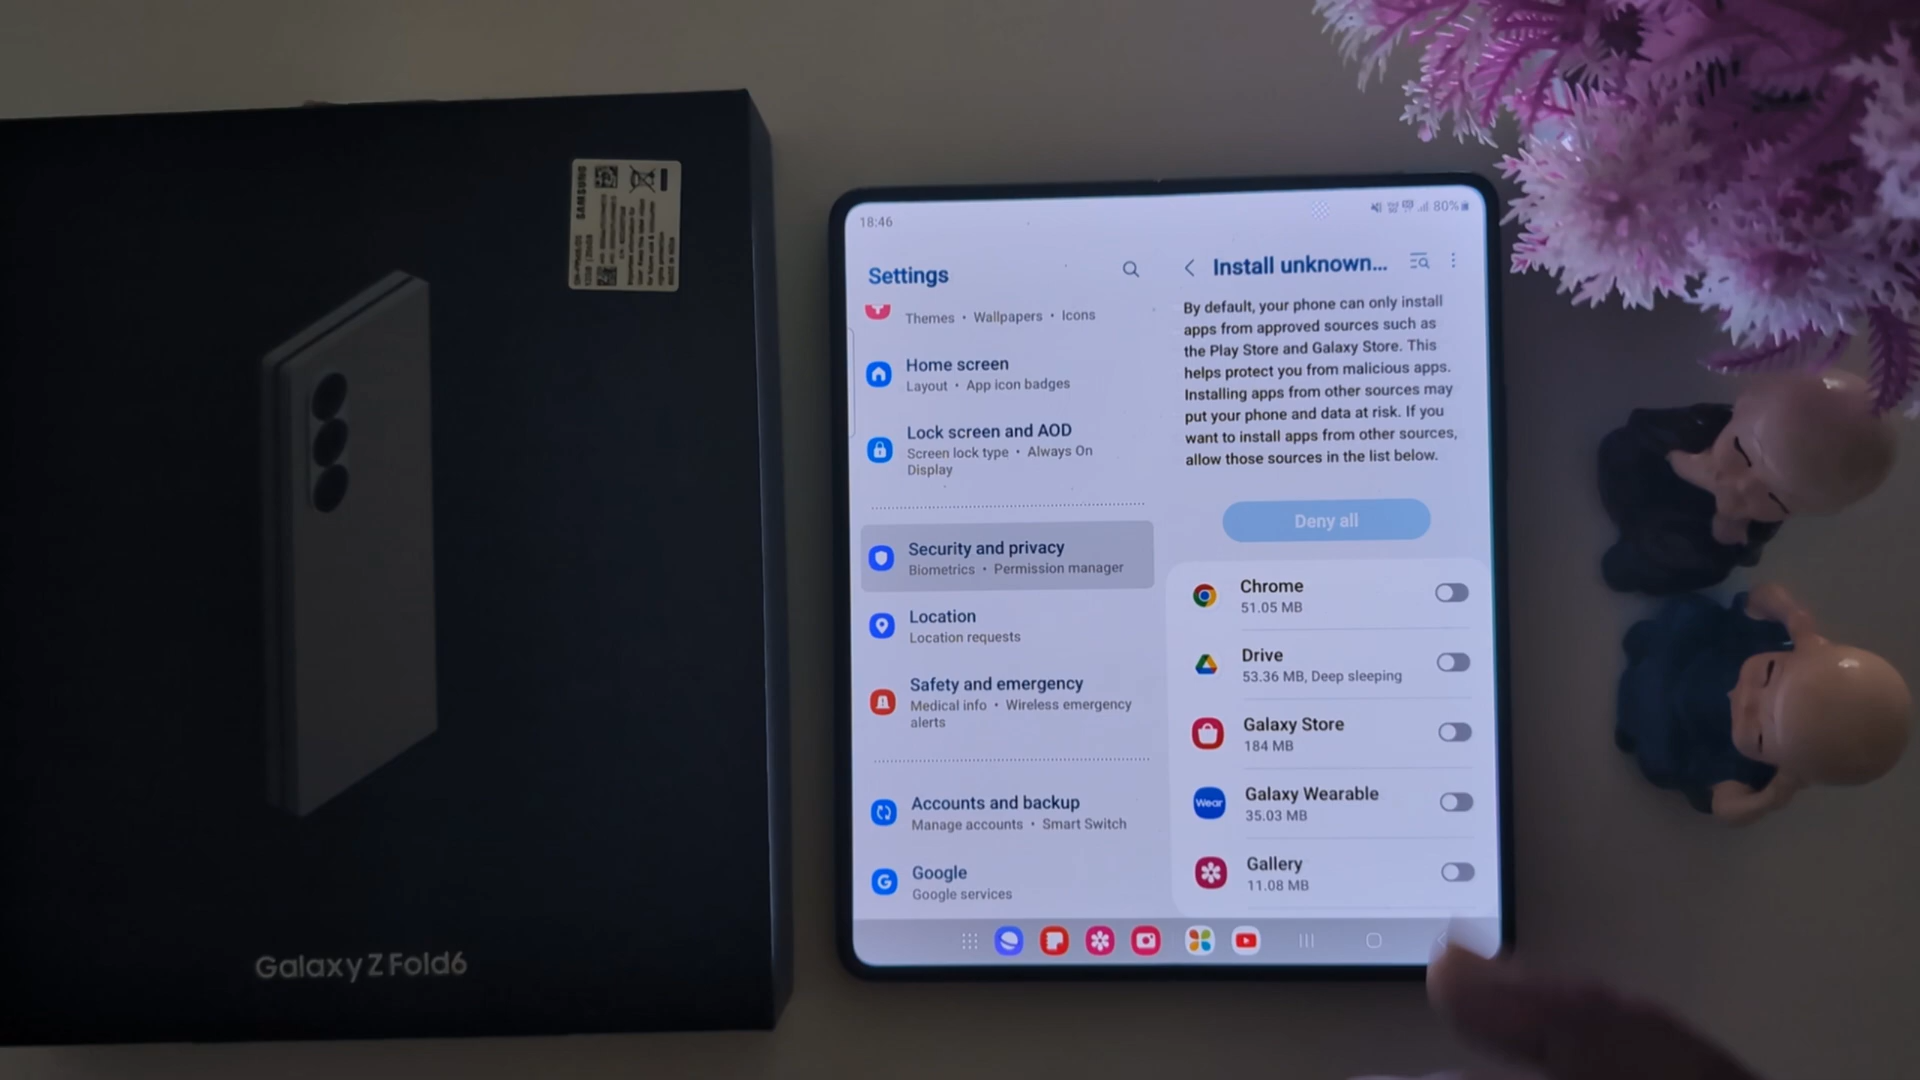 SAMSUNG
Galaxy Z Fold6
18:46
80%
Settings
Themes • Wallpapers • Icons
Home screen
Layout • App icon badges
Lock screen and AOD
Screen lock type • Always On
Display
Security and privacy
Biometrics • Permission manager
Location
Location requests
Safety and emergency
Medical info • Wireless emergency
alerts
Accounts and backup
Manage accounts • Smart Switch
Google
Google services
Install unknown...
By default, your phone can only install
apps from approved sources such as
the Play Store and Galaxy Store. This
helps protect you from malicious apps.
Installing apps from other sources may
put your phone and data at risk. If you
want to install apps from other sources,
allow those sources in the list below.
Deny all
Chrome
51.05 MB
Drive
53.36 MB, Deep sleeping
Galaxy Store
184 MB
Wear
Galaxy Wearable
35.03 MB
Gallery
11.08 MB